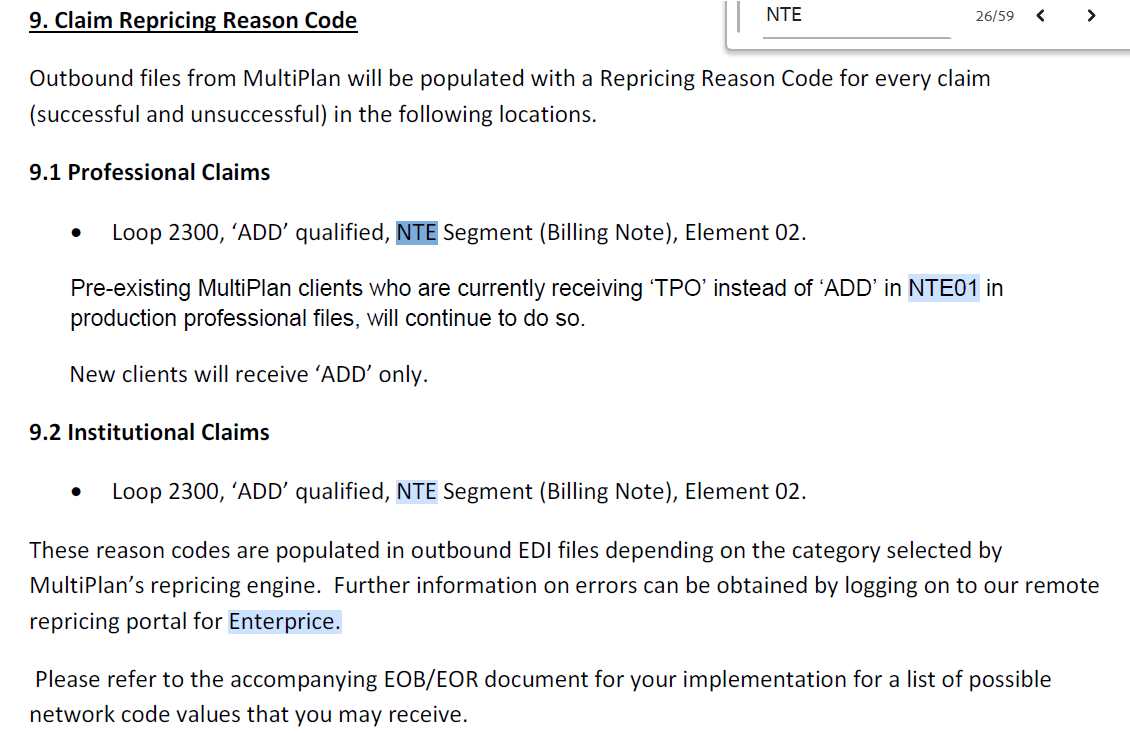 NTE 26/59
9. Claim Repricing Reason Code
Outbound files from MultiPlan will be populated with a Repricing Reason Code for every claim
(successful and unsuccessful) in the following locations.
9.1 Professional Claims
• Loop 2300, ‘ADD’ qualified, NTE Segment (Billing Note), Element 02.
Pre-existing MultiPlan clients who are currently receiving ‘TPO’ instead of ‘ADD’ in NTE01 in
production professional files, will continue to do so.
New clients will receive ‘ADD’ only.
9.2 Institutional Claims
• Loop 2300, ‘ADD’ qualified, NTE Segment (Billing Note), Element 02.
These reason codes are populated in outbound EDI files depending on the category selected by
MultiPlan’s repricing engine.  Further information on errors can be obtained by logging on to our remote
repricing portal for Enterprice.
Please refer to the accompanying EOB/EOR document for your implementation for a list of possible
network code values that you may receive.